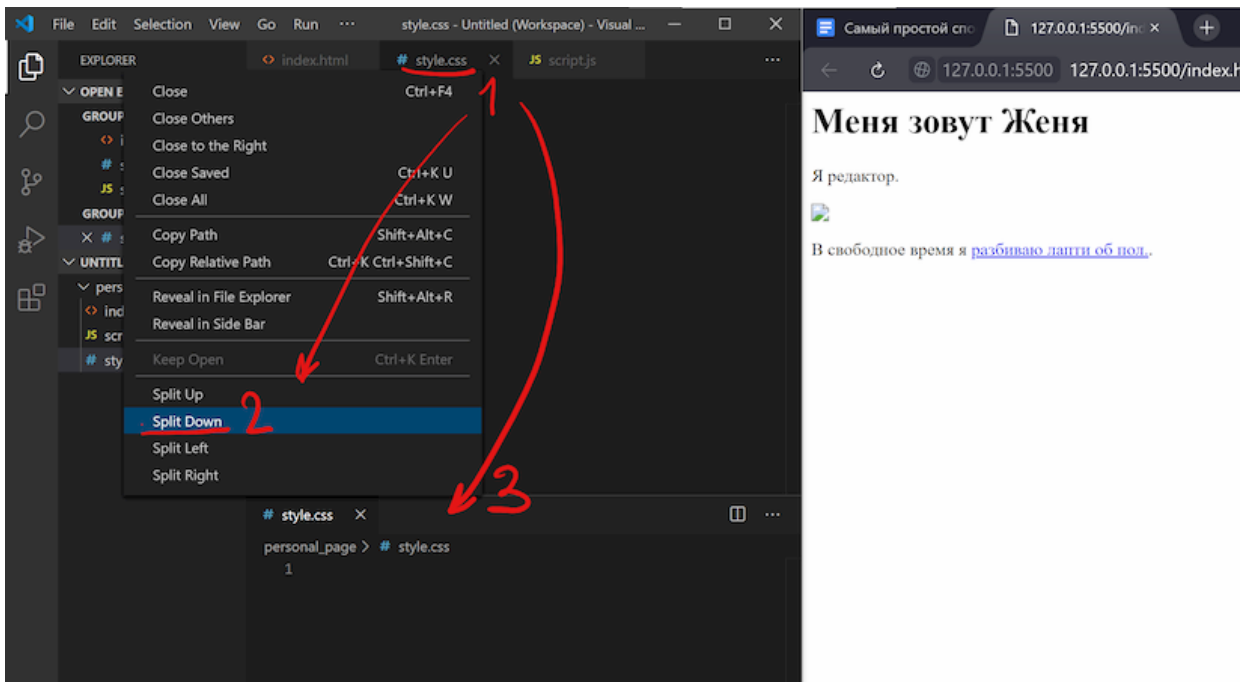 File Edit Selection View Go Run ··· style.css - Untitled (Workspace) - Visual ...
EXPLORER
index.html # style.css JS script.js ···
OPEN E
GROUP
# s
JS s
GROUP
# s
UNTITL
pers
ind
JS scr
# sty
Close Ctrl+F4
Close Others
Close to the Right
Close Saved Ctrl+K U
Close All Ctrl+K W
Copy Path Shift+Alt+C
Copy Relative Path Ctrl+K Ctrl+Shift+C
Reveal in File Explorer Shift+Alt+R
Reveal in Side Bar
Keep Open Ctrl+K Enter
Split Up
Split Down
Split Left
Split Right
1
2
3
# style.css
personal_page > # style.css
1
Самый простой спо 127.0.0.1:5500/ind
127.0.0.1:5500 127.0.0.1:5500/index.h
Меня зовут Женя
Я редактор.
В свободное время я разбиваю лапти об пол..